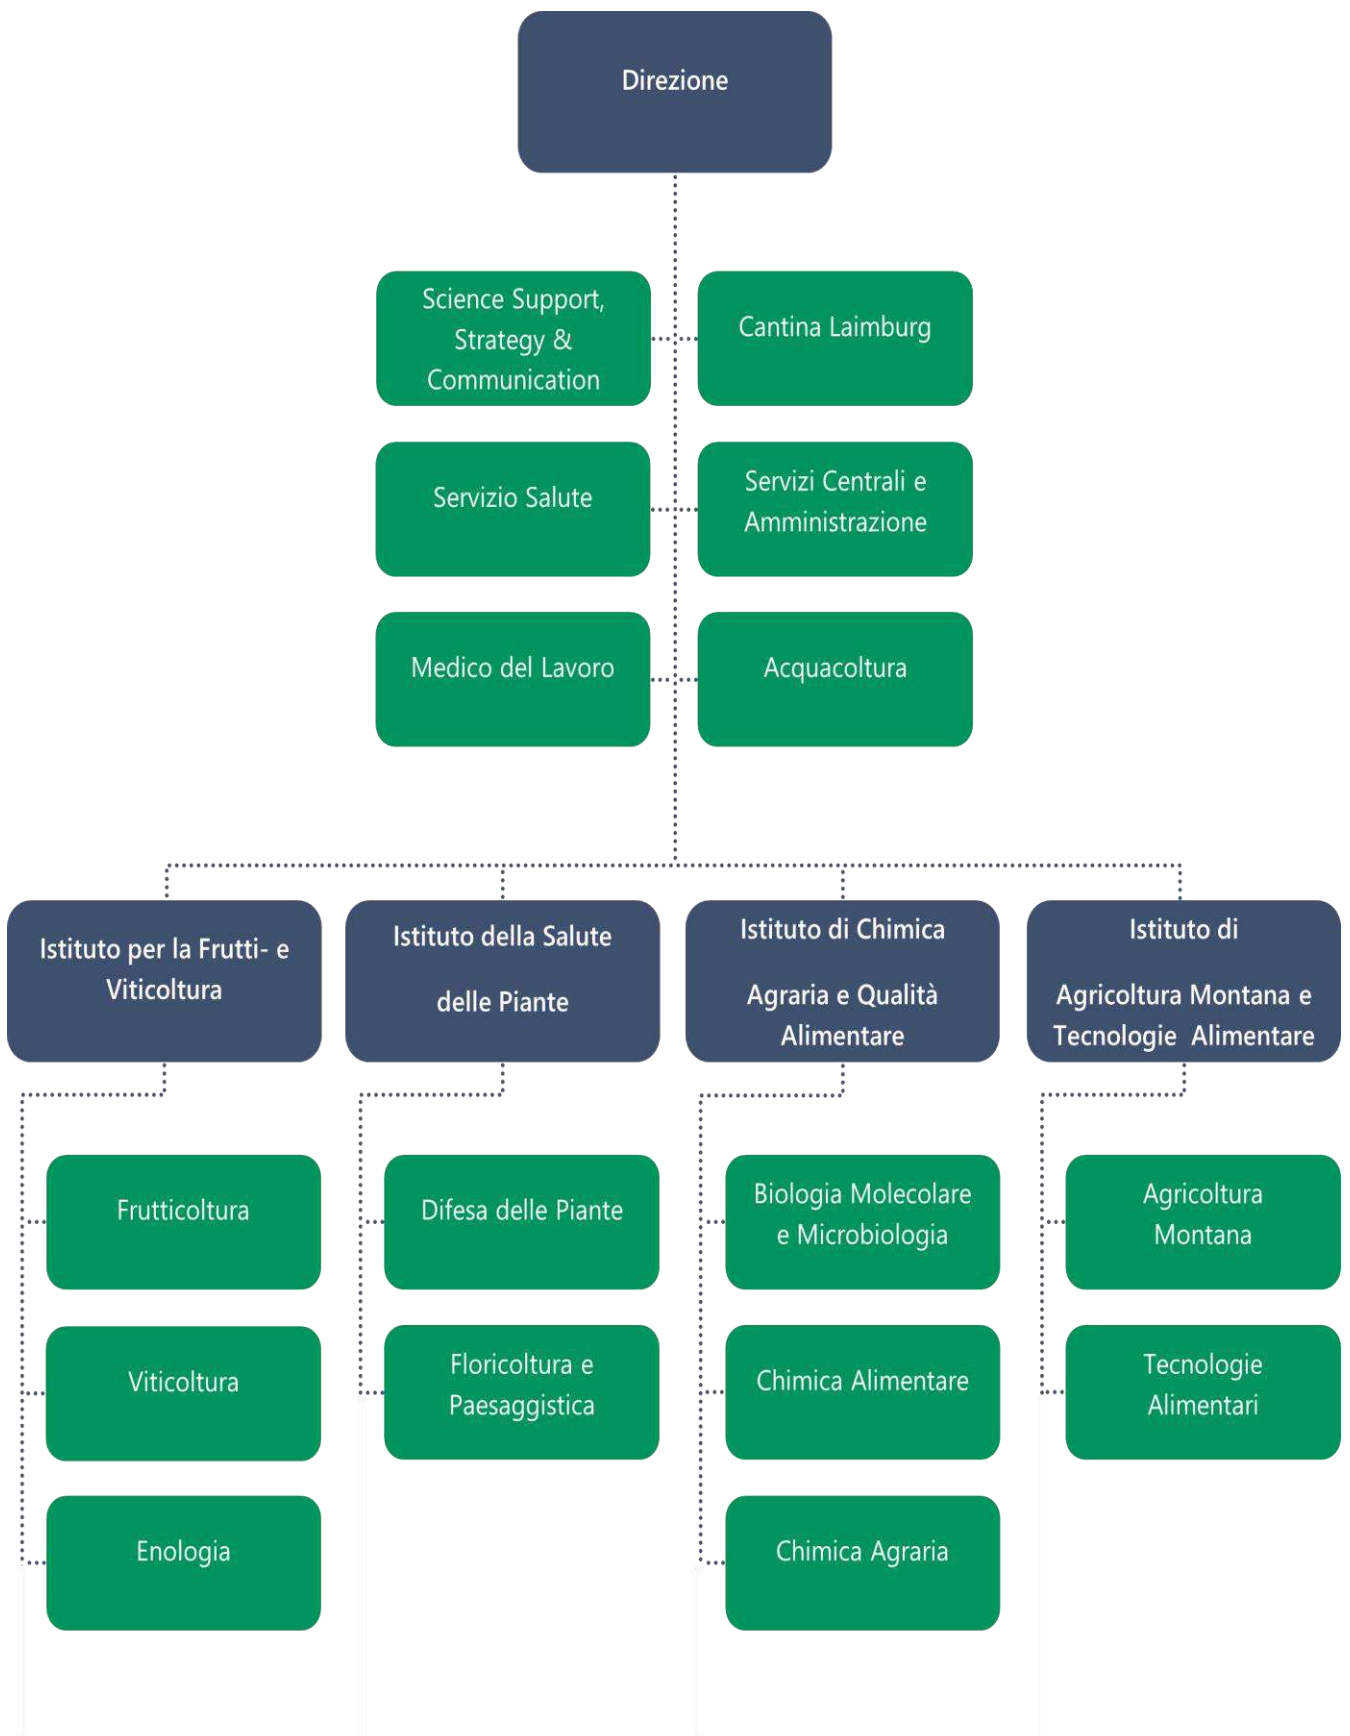 Direzione
Science Support,
Strategy &
Communication
Cantina Laimburg
Servizio Salute
Servizi Centrali e
Amministrazione
Medico del Lavoro
Acquacoltura
Istituto per la Frutti- e
Viticoltura
Istituto della Salute
delle Piante
Istituto di Chimica
Agraria e Qualità
Alimentare
Istituto di
Agricoltura Montana e
Tecnologie Alimentare
Frutticoltura
Viticoltura
Enologia
Difesa delle Piante
Floricoltura e
Paesaggistica
Biologia Molecolare
e Microbiologia
Chimica Alimentare
Chimica Agraria
Agricoltura
Montana
Tecnologie
Alimentari